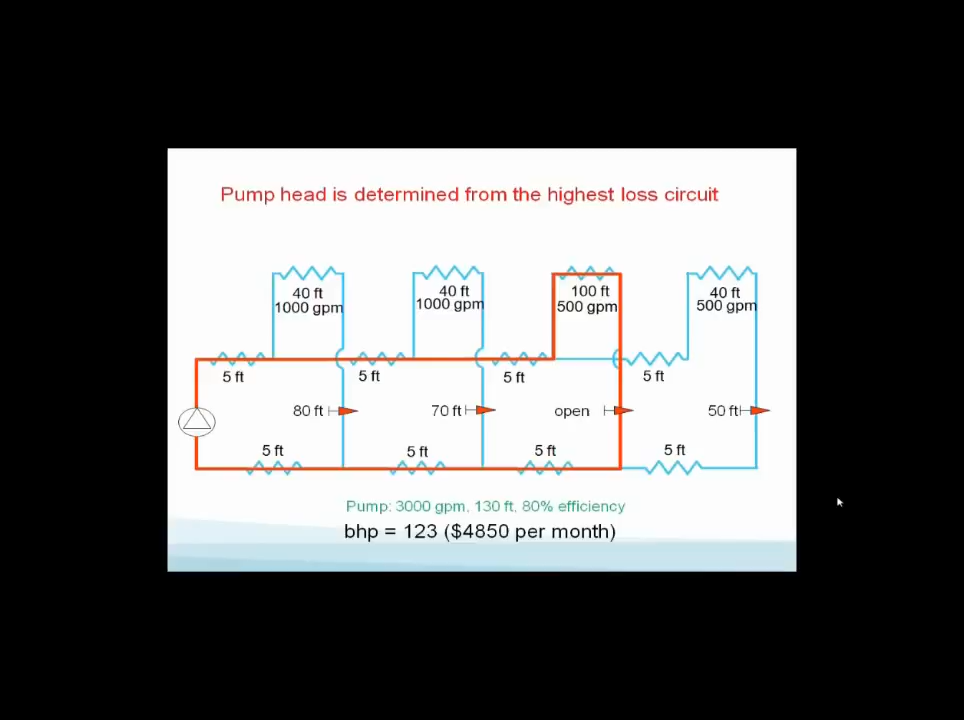 Pump head is determined from the highest loss circuit
40 ft
1000 gpm
40 ft
1000 gpm
100 ft
500 gpm
40 ft
500 gpm
5 ft
5 ft
5 ft
5 ft
80 ft
70 ft
open
50 ft
5 ft
5 ft
5 ft
5 ft
Pump: 3000 gpm, 130 ft, 80% efficiency
bhp = 123 ($4850 per month)